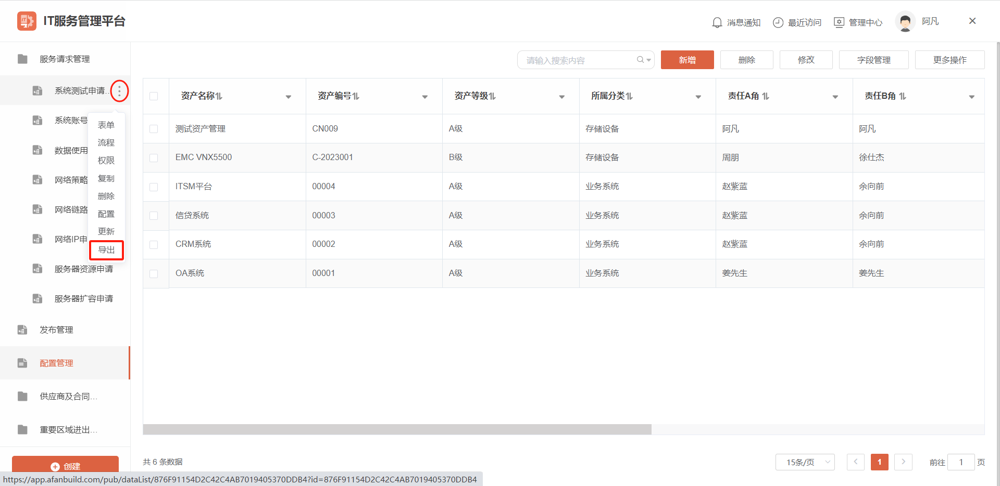 IT服务管理平台
消息通知
最近访问
管理中心
阿凡
服务请求管理
系统测试申请...
系统账号
数据使用
网络策略
网络链路
网络IP申
服务器资源申请
服务器扩容申请
发布管理
配置管理
供应商及合同...
重要区域进出...
创建
表单
流程
权限
复制
删除
配置
更新
导出
请输入搜索内容
新增
删除
修改
字段管理
更多操作
资产名称 资产编号 资产等级 所属分类 责任A角 责任B角
测试资产管理 CN009 A级 存储设备 阿凡 阿凡
EMC VNX5500 C-2023001 B级 存储设备 周朋 徐仕杰
ITSM平台 00004 A级 业务系统 赵紫蓝 余向前
信贷系统 00003 A级 业务系统 赵紫蓝 余向前
CRM系统 00002 A级 业务系统 赵紫蓝 余向前
OA系统 00001 A级 业务系统 姜先生 姜先生
共 6 条数据
15条/页
1
前往 1 页
https://app.afanbuild.com/pub/dataList/876F91154D2C42C4AB7019405370DDB4?id=876F91154D2C42C4AB7019405370DDB4